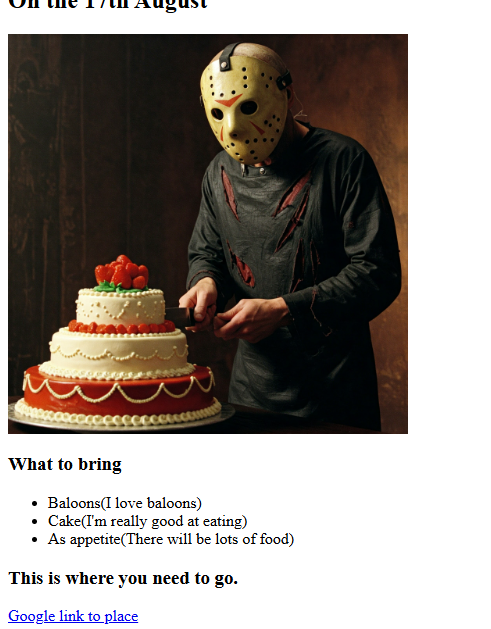 On the 17th August
What to bring
Baloons(I love baloons)
Cake(I'm really good at eating)
As appetite(There will be lots of food)
This is where you need to go.
Google link to place